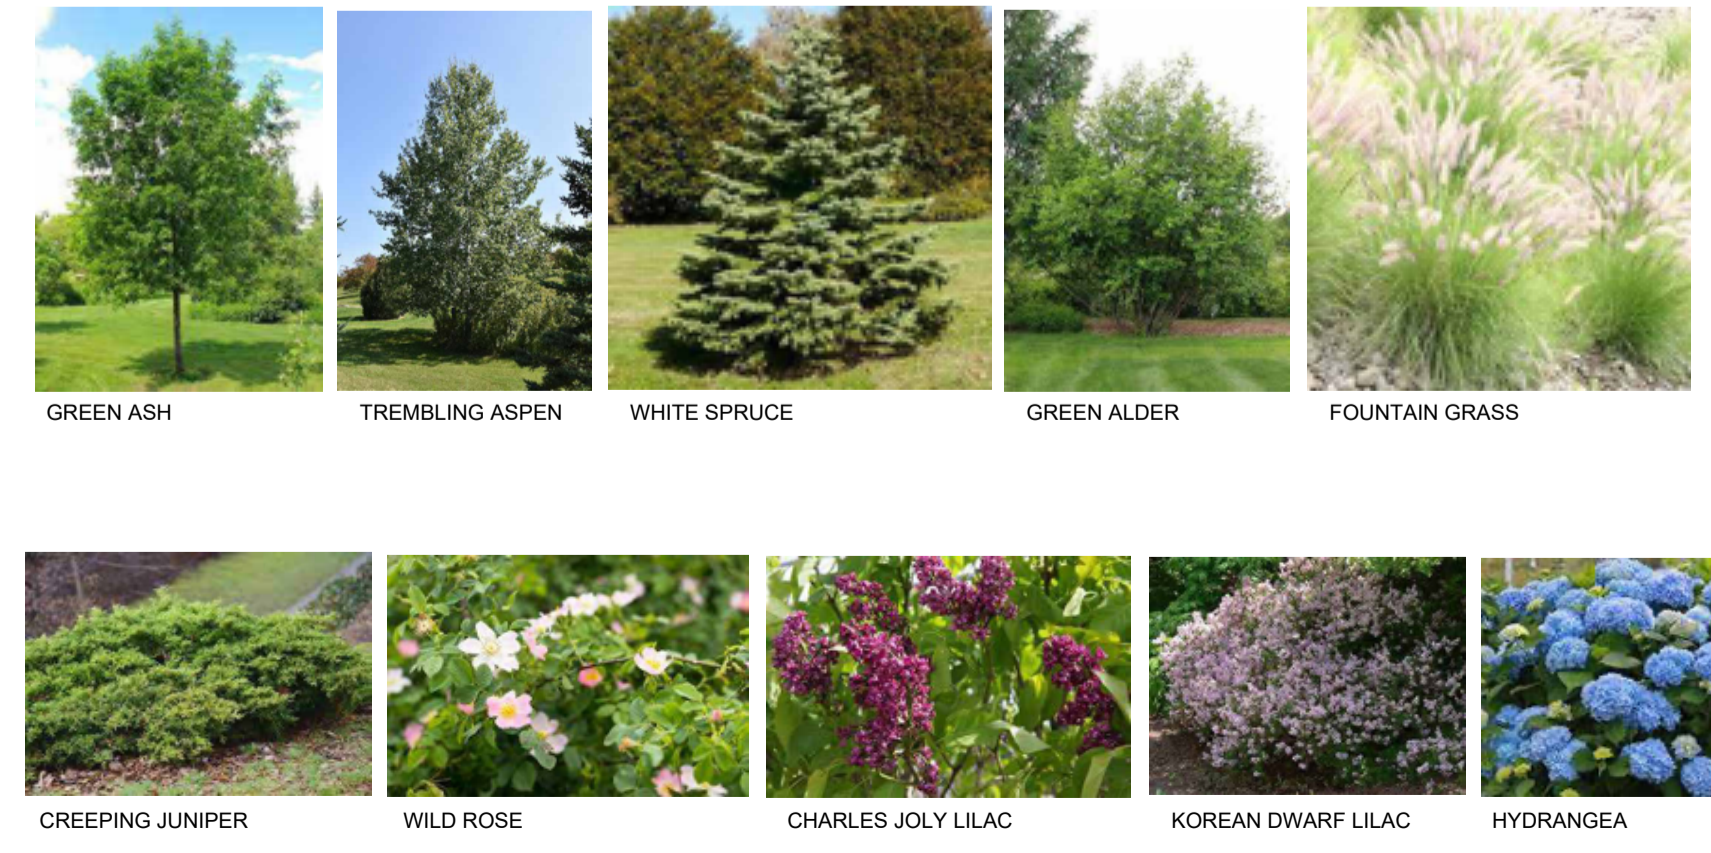 GREEN ASH
TREMBLING ASPEN
WHITE SPRUCE
GREEN ALDER
FOUNTAIN GRASS
CREEPING JUNIPER
WILD ROSE
CHARLES JOLY LILAC
KOREAN DWARF LILAC
HYDRANGEA